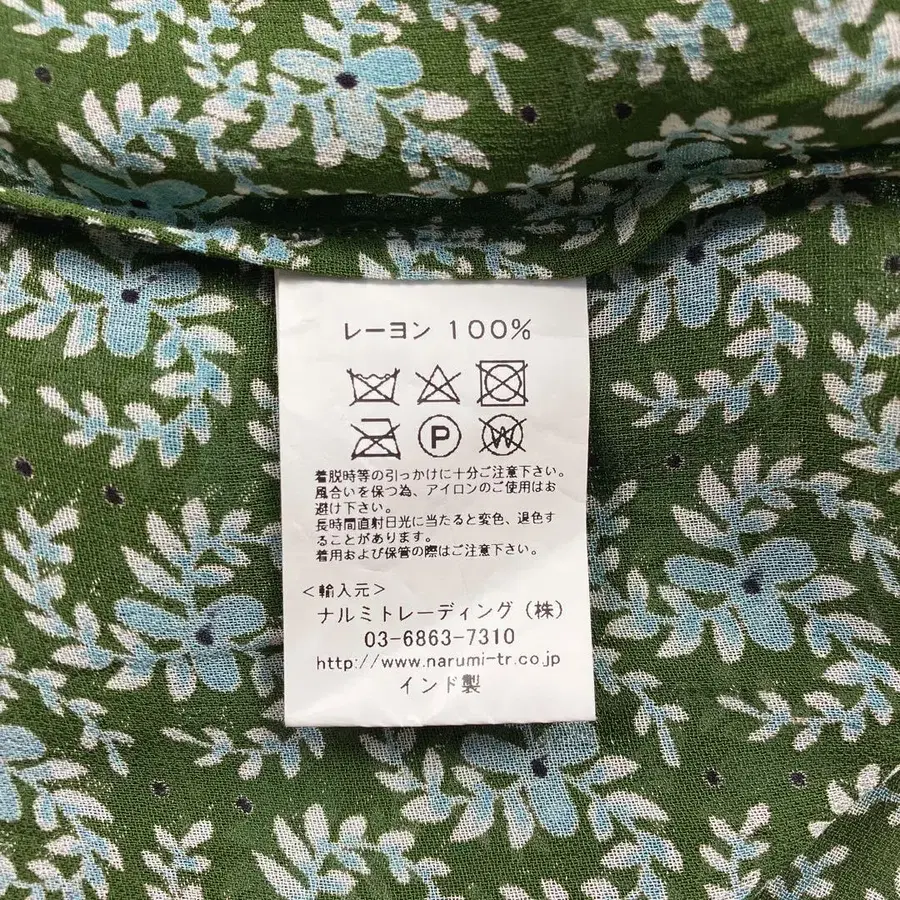 レーヨン 100%
P W
着脱時等の引っかけに十分ご注意下さい。
風合いを保つ為、アイロンのご使用はお
避け下さい。
長時間直射日光に当たると変色、退色す
ることがあります。
着用および保管の際はご注意下さい。
<輸入元>
ナルミトレーディング(株)
03-6863-7310
http://www.narumi-tr.co.jp
インド製